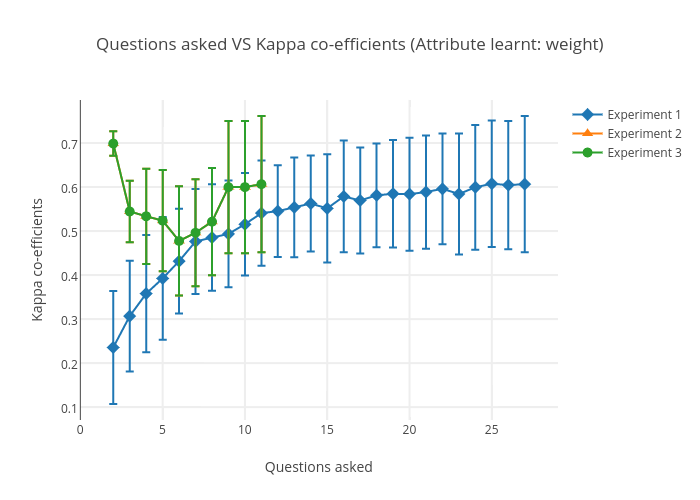 Questions asked VS Kappa co-efficients (Attribute learnt: weight)
Experiment 1
Experiment 2
Experiment 3
Kappa co-efficients
0.7
0.6
0.5
0.4
0.3
0.2
0.1
0 5 10 15 20 25
Questions asked